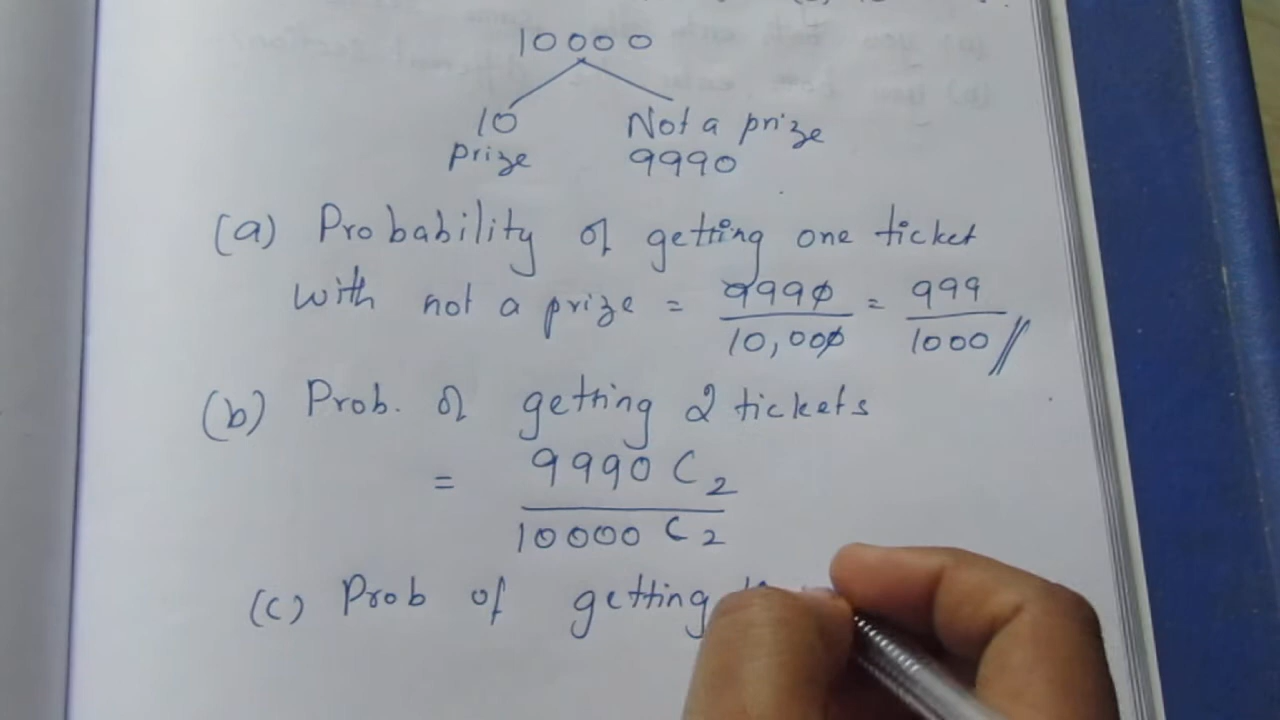 10000
10 Not a prize
prize 9990
(a) Probability of getting one ticket
with not a prize = 9990/10,000 = 999/1000 //
(b) Prob. of getting 2 tickets
= 9990 C2
10000 C2
(c) Prob of getting